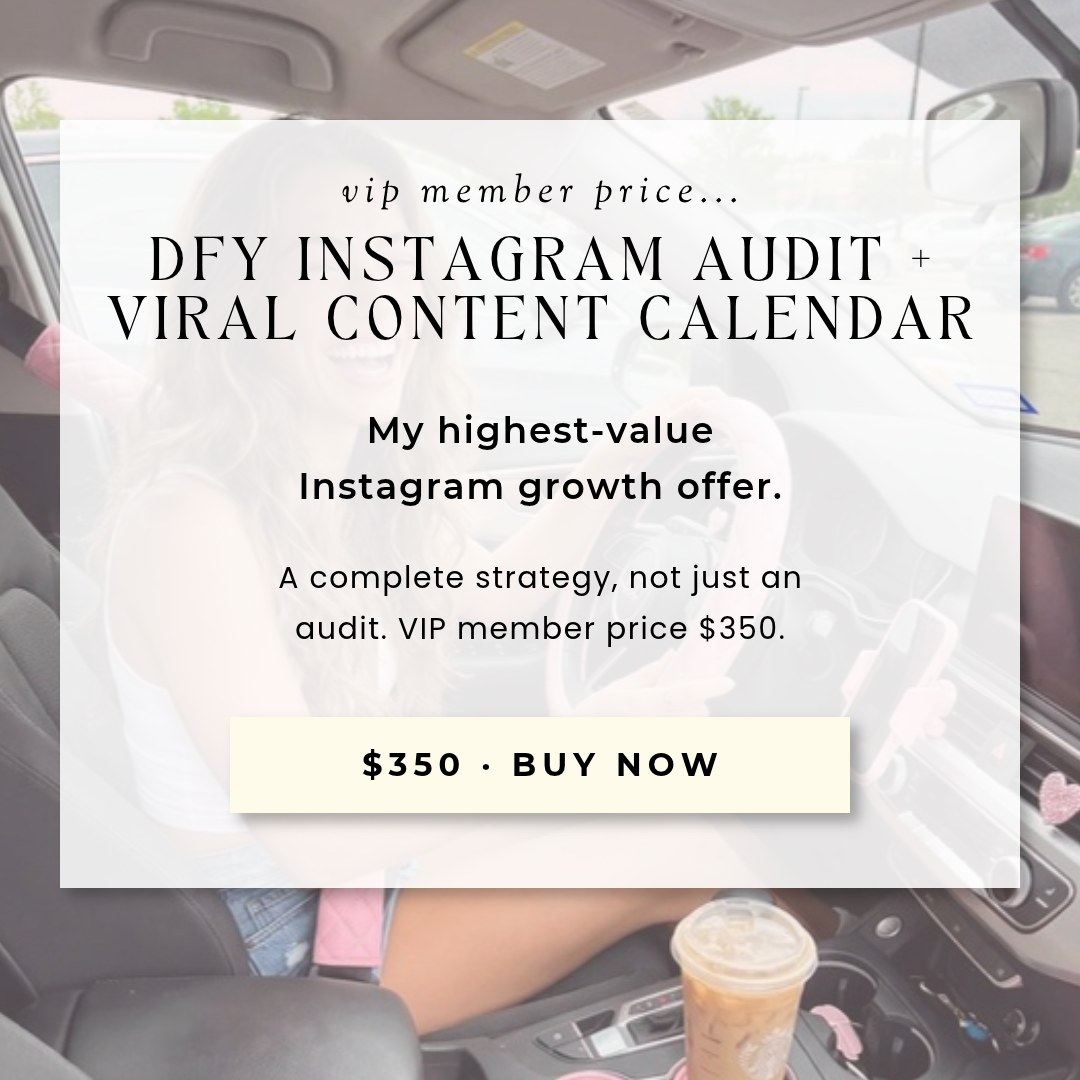 vip member price...
DFY INSTAGRAM AUDIT +
VIRAL CONTENT CALENDAR
My highest-value
Instagram growth offer.
A complete strategy, not just an
audit. VIP member price $350.
$350 · BUY NOW